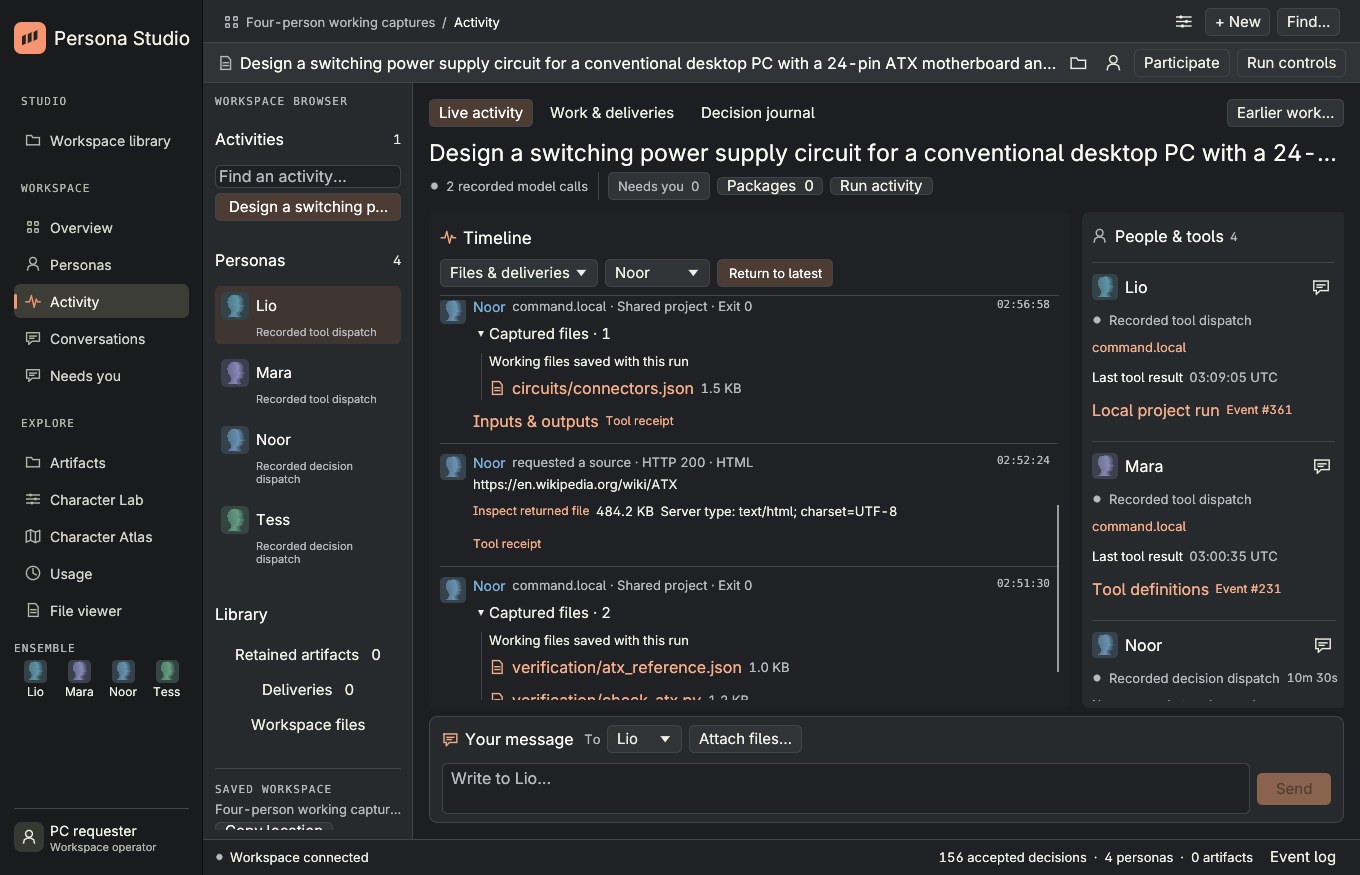 Persona Studio
STUDIO
Workspace library
WORKSPACE
Overview
Personas
Activity
Conversations
Needs you
EXPLORE
Artifacts
Character Lab
Character Atlas
Usage
File viewer
ENSEMBLE
Lio Mara Noor Tess
PC requester
Workspace operator
Four-person working captures / Activity
+ New Find...
Design a switching power supply circuit for a conventional desktop PC with a 24-pin ATX motherboard an...
Participate Run controls
WORKSPACE BROWSER
Activities 1
Find an activity...
Design a switching p...
Personas 4
Lio
Recorded tool dispatch
Mara
Recorded tool dispatch
Noor
Recorded decision
dispatch
Tess
Recorded decision
dispatch
Library
Retained artifacts 0
Deliveries 0
Workspace files
SAVED WORKSPACE
Four-person working captur...
Copy location
Live activity Work & deliveries Decision journal
Earlier work...
Design a switching power supply circuit for a conventional desktop PC with a 24-...
2 recorded model calls Needs you 0 Packages 0 Run activity
Timeline
Files & deliveries Noor Return to latest
Noor command.local · Shared project · Exit 0 02:56:58
Captured files · 1
Working files saved with this run
circuits/connectors.json 1.5 KB
Inputs & outputs Tool receipt
Noor requested a source · HTTP 200 · HTML 02:52:24
https://en.wikipedia.org/wiki/ATX
Inspect returned file 484.2 KB Server type: text/html; charset=UTF-8
Tool receipt
Noor command.local · Shared project · Exit 0 02:51:30
Captured files · 2
Working files saved with this run
verification/atx_reference.json 1.0 KB
verification/check_atx.py 1.2 KB
People & tools 4
Lio
Recorded tool dispatch
command.local
Last tool result 03:09:05 UTC
Local project run Event #361
Mara
Recorded tool dispatch
command.local
Last tool result 03:00:35 UTC
Tool definitions Event #231
Noor
Recorded decision dispatch 10m 30s
Your message To Lio Attach files...
Write to Lio...
Send
Workspace connected
156 accepted decisions · 4 personas · 0 artifacts Event log